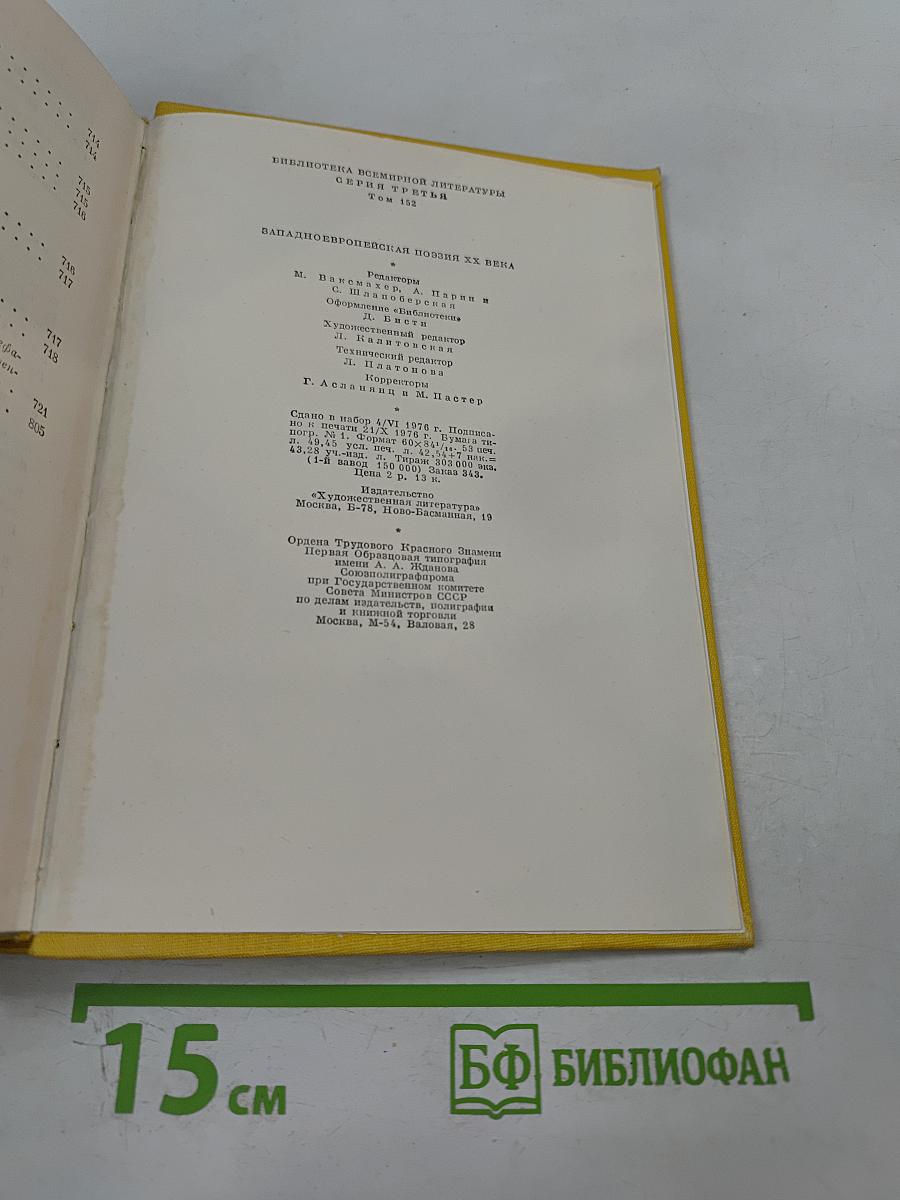 714
714
715
715
716
716
717
717
718
721
805
БИБЛИОТЕКА ВСЕМИРНОЙ ЛИТЕРАТУРЫ
СЕРИЯ ТРЕТЬЯ
Том 152
ЗАПАДНОЕВРОПЕЙСКАЯ ПОЭЗИЯ XX ВЕКА
*
Редакторы
М. Ваксмахер, А. Парин и
С. Шлапоберская
Оформление «Библиотеки»
Д. Бисти
Художественный редактор
Л. Калитовская
Технический редактор
Л. Платонова
Корректоры
Г. Асланянц и М. Пастер
*
Сдано в набор 4/VI 1976 г. Подписа-
но к печати 21/X 1976 г. Бумага ти-
погр. № 1. Формат 60×84¹/₁₆. 53 печ.
л. 49,45 усл. печ. л. 42,54+7 нак.=
43,28 уч.-изд. л. Тираж 303 000 экз.
(1-й завод 150 000) Заказ 343.
Цена 2 р. 13 к.
Издательство
«Художественная литература»
Москва, Б-78, Ново-Басманная, 19
*
Ордена Трудового Красного Знамени
Первая Образцовая типография
имени А. А. Жданова
Союзполиграфпрома
при Государственном комитете
Совета Министров СССР
по делам издательств, полиграфии
и книжной торговли
Москва, М-54, Валовая, 28
15 см
БФ БИБЛИОФАН